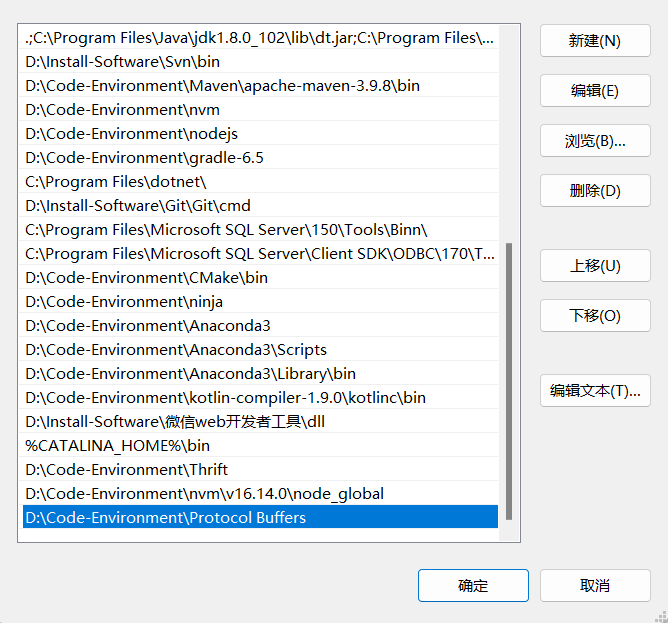 .;C:\Program Files\Java\jdk1.8.0_102\lib\dt.jar;C:\Program Files\...
D:\Install-Software\Svn\bin
D:\Code-Environment\Maven\apache-maven-3.9.8\bin
D:\Code-Environment\nvm
D:\Code-Environment\nodejs
D:\Code-Environment\gradle-6.5
C:\Program Files\dotnet\
D:\Install-Software\Git\Git\cmd
C:\Program Files\Microsoft SQL Server\150\Tools\Binn\
C:\Program Files\Microsoft SQL Server\Client SDK\ODBC\170\T...
D:\Code-Environment\CMake\bin
D:\Code-Environment\ninja
D:\Code-Environment\Anaconda3
D:\Code-Environment\Anaconda3\Scripts
D:\Code-Environment\Anaconda3\Library\bin
D:\Code-Environment\kotlin-compiler-1.9.0\kotlinc\bin
D:\Install-Software\微信web开发者工具\dll
%CATALINA_HOME%\bin
D:\Code-Environment\Thrift
D:\Code-Environment\nvm\v16.14.0\node_global
D:\Code-Environment\Protocol Buffers
新建(N)
编辑(E)
浏览(B)...
删除(D)
上移(U)
下移(O)
编辑文本(T)...
确定
取消